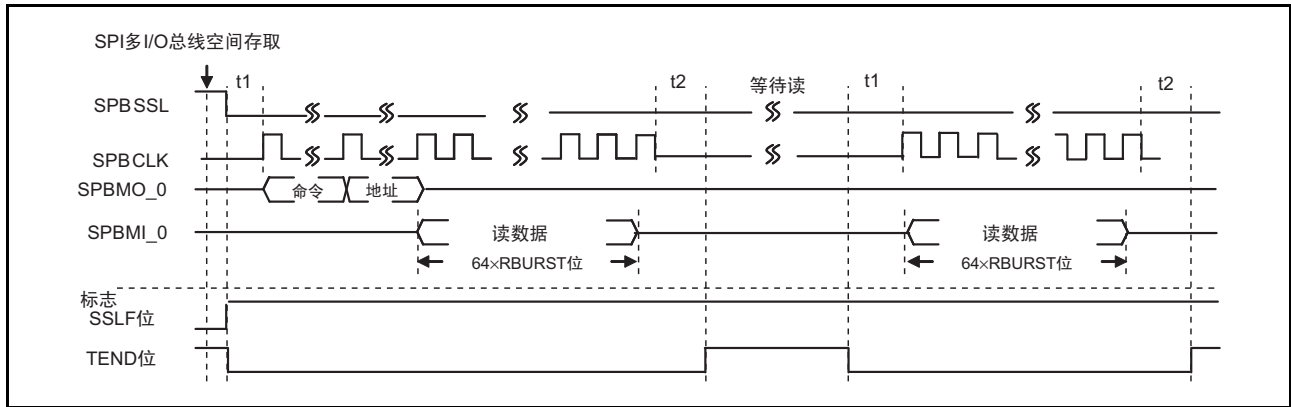 SPI多I/O总线空间存取
t1 t2 等待读 t1 t2
SPBSSL
SPBCLK
SPBMO_0 命令 地址
SPBMI_0 读数据 读数据
64×RBURST位 64×RBURST位
标志
SSLF位
TEND位